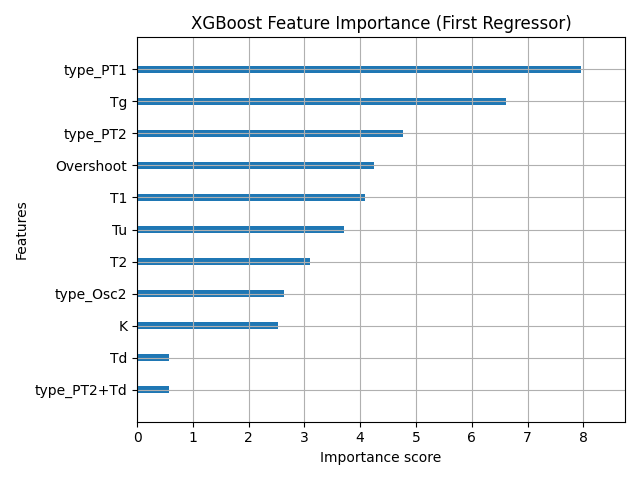 XGBoost Feature Importance (First Regressor)
type_PT1
Tg
type_PT2
Overshoot
T1
Tu
T2
type_Osc2
K
Td
type_PT2+Td
Features
0 1 2 3 4 5 6 7 8
Importance score